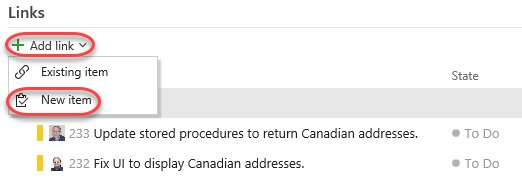 Links
Add link
Existing item
New item
State
233 Update stored procedures to return Canadian addresses. To Do
232 Fix UI to display Canadian addresses. To Do